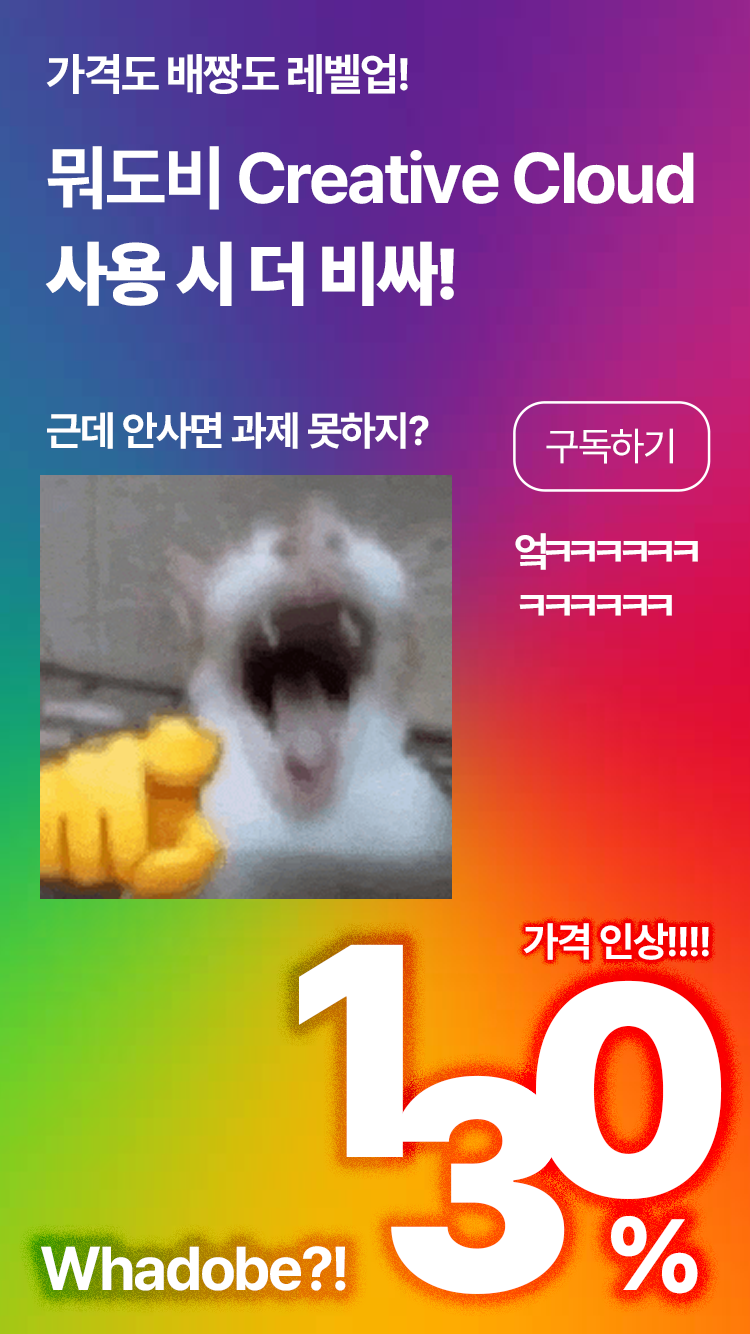 가격도 배짱도 레벨업!
뭐도비 Creative Cloud
사용 시 더 비싸!
근데 안사면 과제 못하지?
구독하기
엌ㅋㅋㅋㅋㅋㅋ
ㅋㅋㅋㅋㅋㅋ
가격 인상!!!!
130
%
Whadobe?!